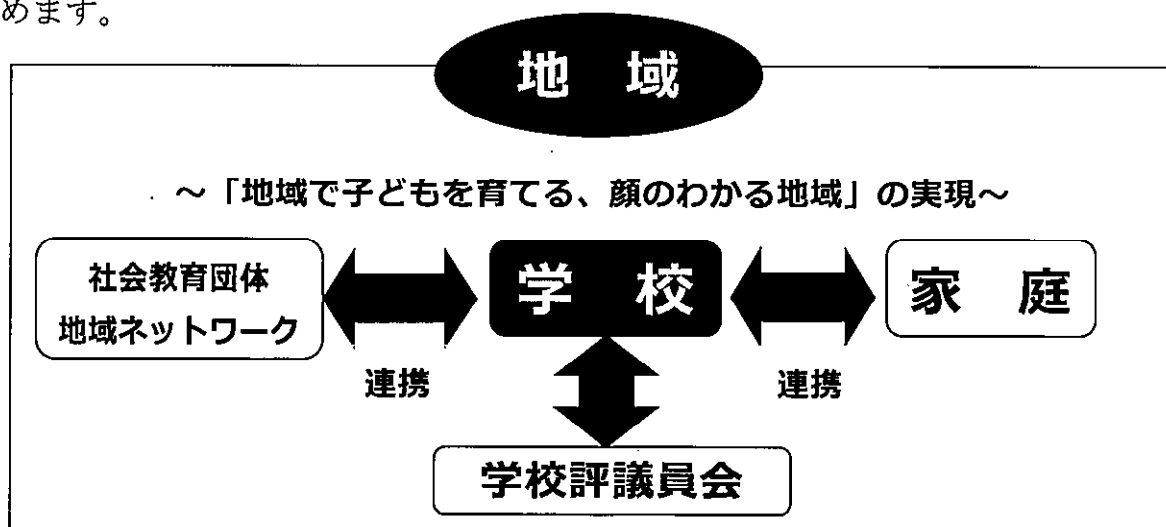 めます。
地　域
～「地域で子どもを育てる、顔のわかる地域」の実現～
社会教育団体
地域ネットワーク
学　校
家　庭
連携
連携
学校評議員会